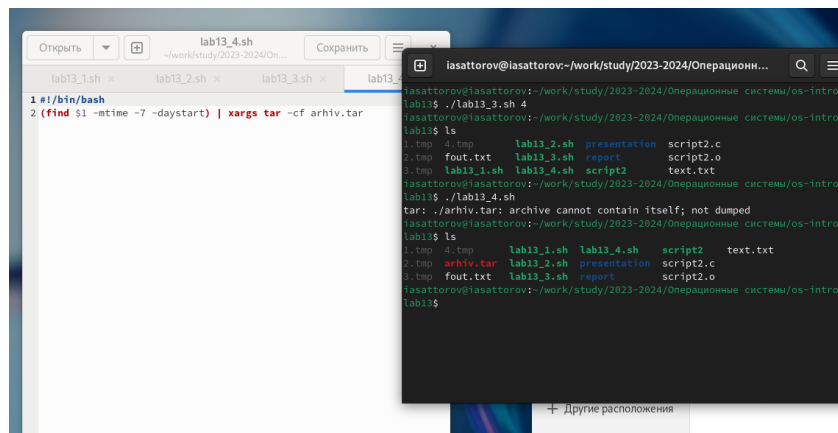 Открыть
lab13_4.sh
~/work/study/2023-2024/Оп...
Сохранить
lab13_1.sh ×
lab13_2.sh ×
lab13_3.sh ×
lab13_4
1 #!/bin/bash
2 (find $1 -mtime -7 -daystart) | xargs tar -cf arhiv.tar
iasattorov@iasattorov:~/work/study/2023-2024/Операционн...
iasattorov@iasattorov:~/work/study/2023-2024/Операционные системы/os-intro
lab13$ ./lab13_3.sh 4
iasattorov@iasattorov:~/work/study/2023-2024/Операционные системы/os-intro
lab13$ ls
1.tmp 4.tmp lab13_2.sh presentation script2.c
2.tmp fout.txt lab13_3.sh report script2.o
3.tmp lab13_1.sh lab13_4.sh script2 text.txt
iasattorov@iasattorov:~/work/study/2023-2024/Операционные системы/os-intro
lab13$ ./lab13_4.sh
tar: ./arhiv.tar: archive cannot contain itself; not dumped
iasattorov@iasattorov:~/work/study/2023-2024/Операционные системы/os-intro
lab13$ ls
1.tmp 4.tmp lab13_1.sh lab13_4.sh script2 text.txt
2.tmp arhiv.tar lab13_2.sh presentation script2.c
3.tmp fout.txt lab13_3.sh report script2.o
iasattorov@iasattorov:~/work/study/2023-2024/Операционные системы/os-intro
lab13$
+ Другие расположения